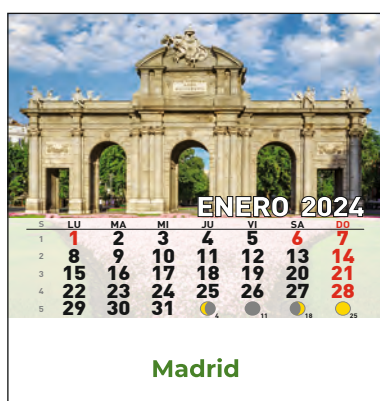 ENERO 2024
S LU MA MI JU VI SA DO
1 1 2 3 4 5 6 7
2 8 9 10 11 12 13 14
3 15 16 17 18 19 20 21
4 22 23 24 25 26 27 28
5 29 30 31 4 11 18 25
Madrid